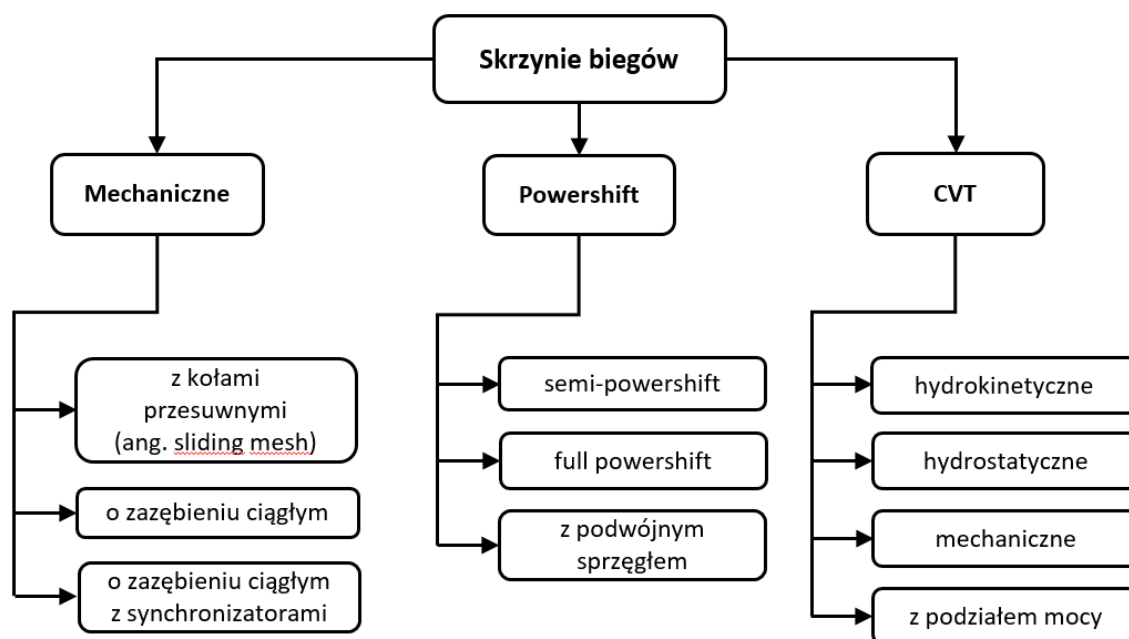 Skrzynie biegów
Mechaniczne
Powershift
CVT
z kołami
przesuwnymi
(ang. sliding mesh)
o zazębieniu ciągłym
o zazębieniu ciągłym
z synchronizatorami
semi-powershift
full powershift
z podwójnym
sprzęgłem
hydrokinetyczne
hydrostatyczne
mechaniczne
z podziałem mocy